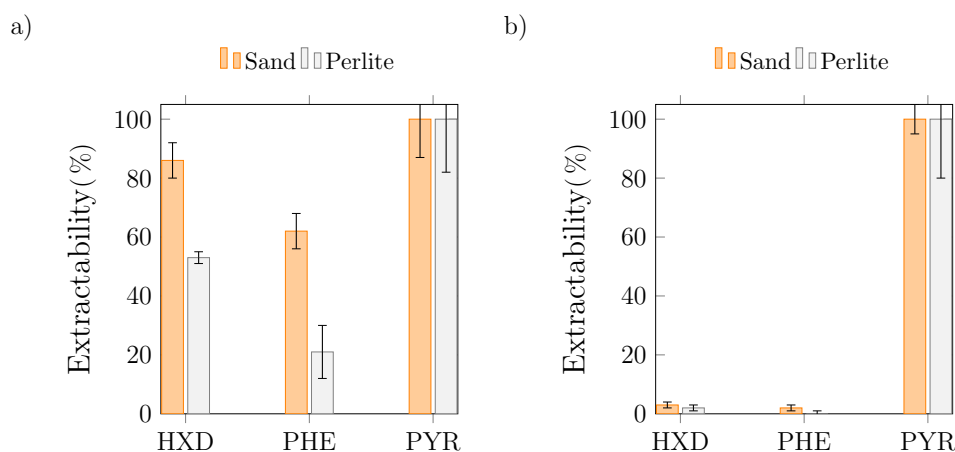 a)
Sand Perlite
Extractability(%)
100
80
60
40
20
0
HXD PHE PYR
b)
Sand Perlite
Extractability(%)
100
80
60
40
20
0
HXD PHE PYR